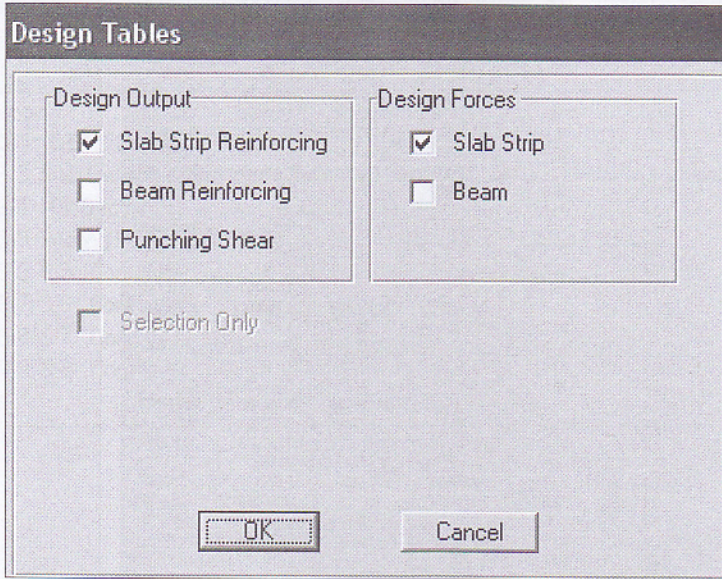 Design Tables
Design Output
Slab Strip Reinforcing
Beam Reinforcing
Punching Shear
Design Forces
Slab Strip
Beam
Selection Only
OK
Cancel